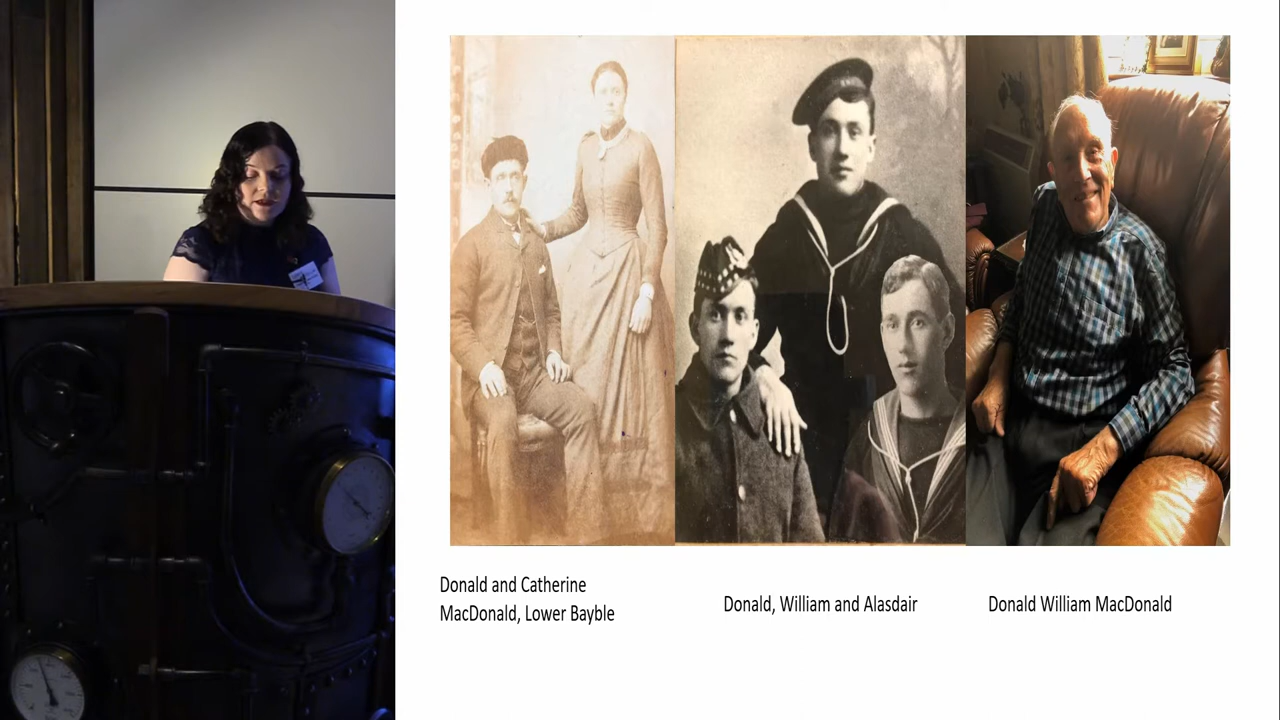 Donald and Catherine
MacDonald, Lower Bayble
Donald, William and Alasdair
Donald William MacDonald